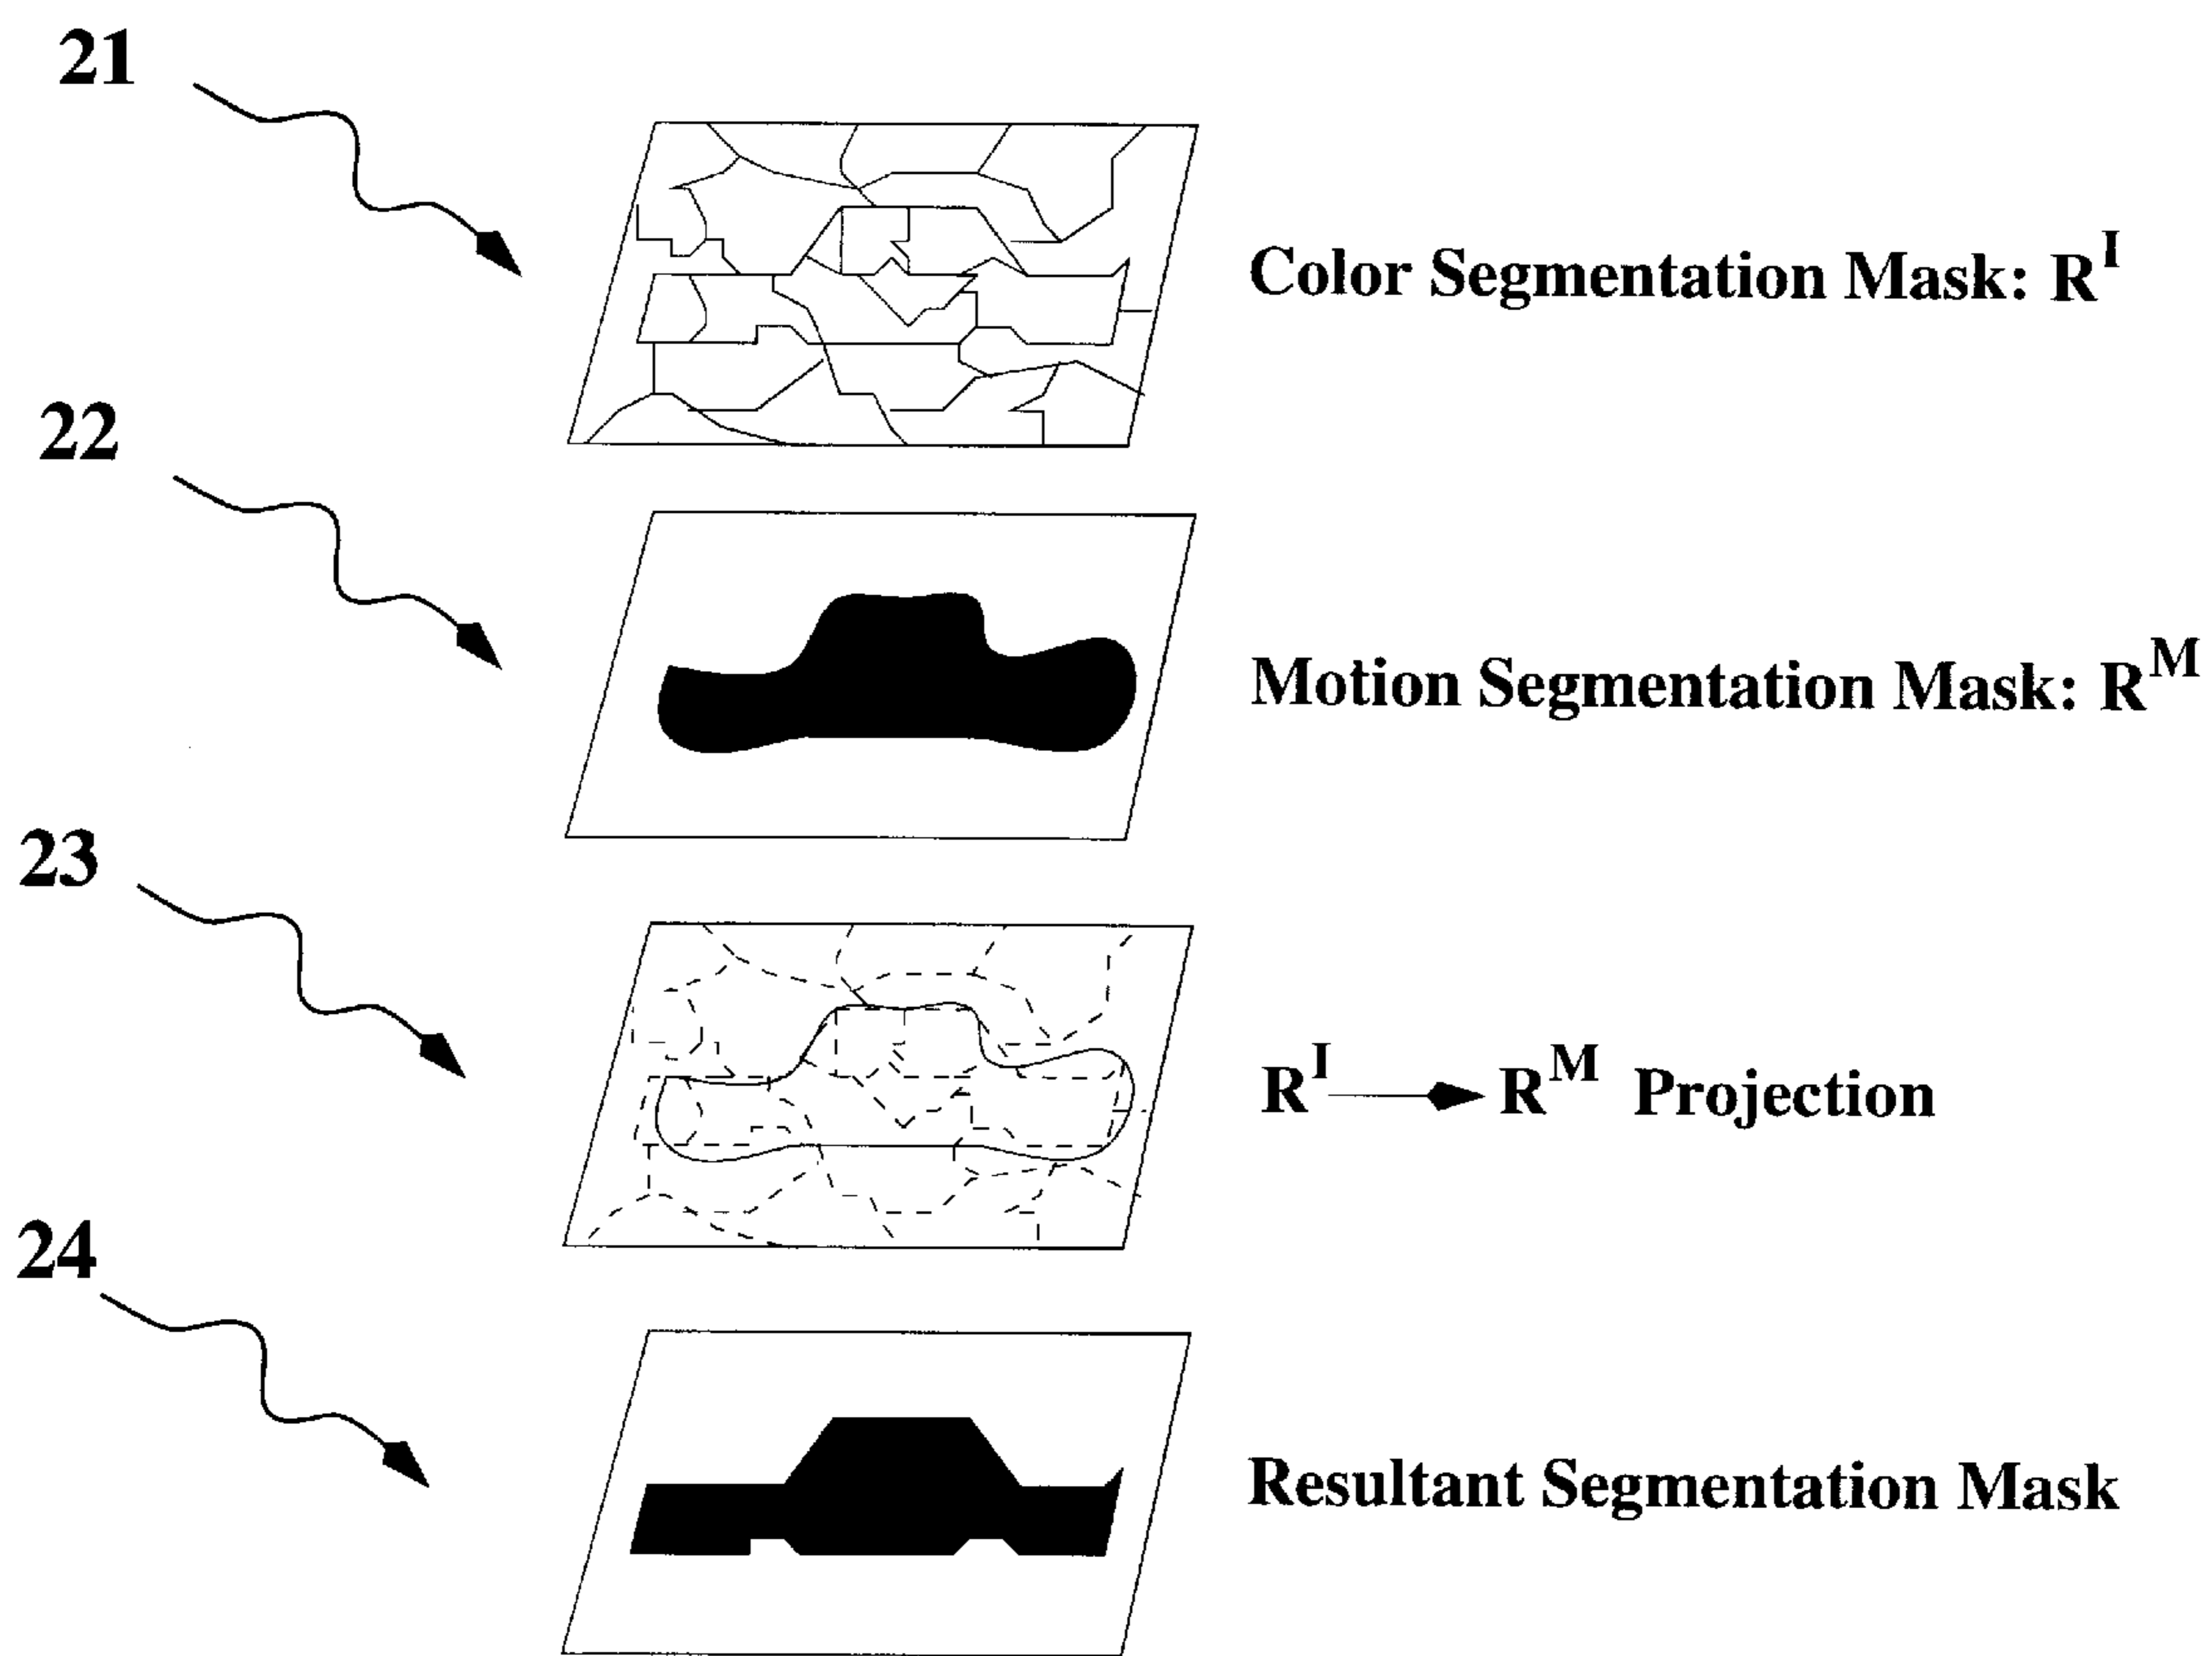 21
Color Segmentation Mask: R^I
22
Motion Segmentation Mask: R^M
23
R^I → R^M Projection
24
Resultant Segmentation Mask